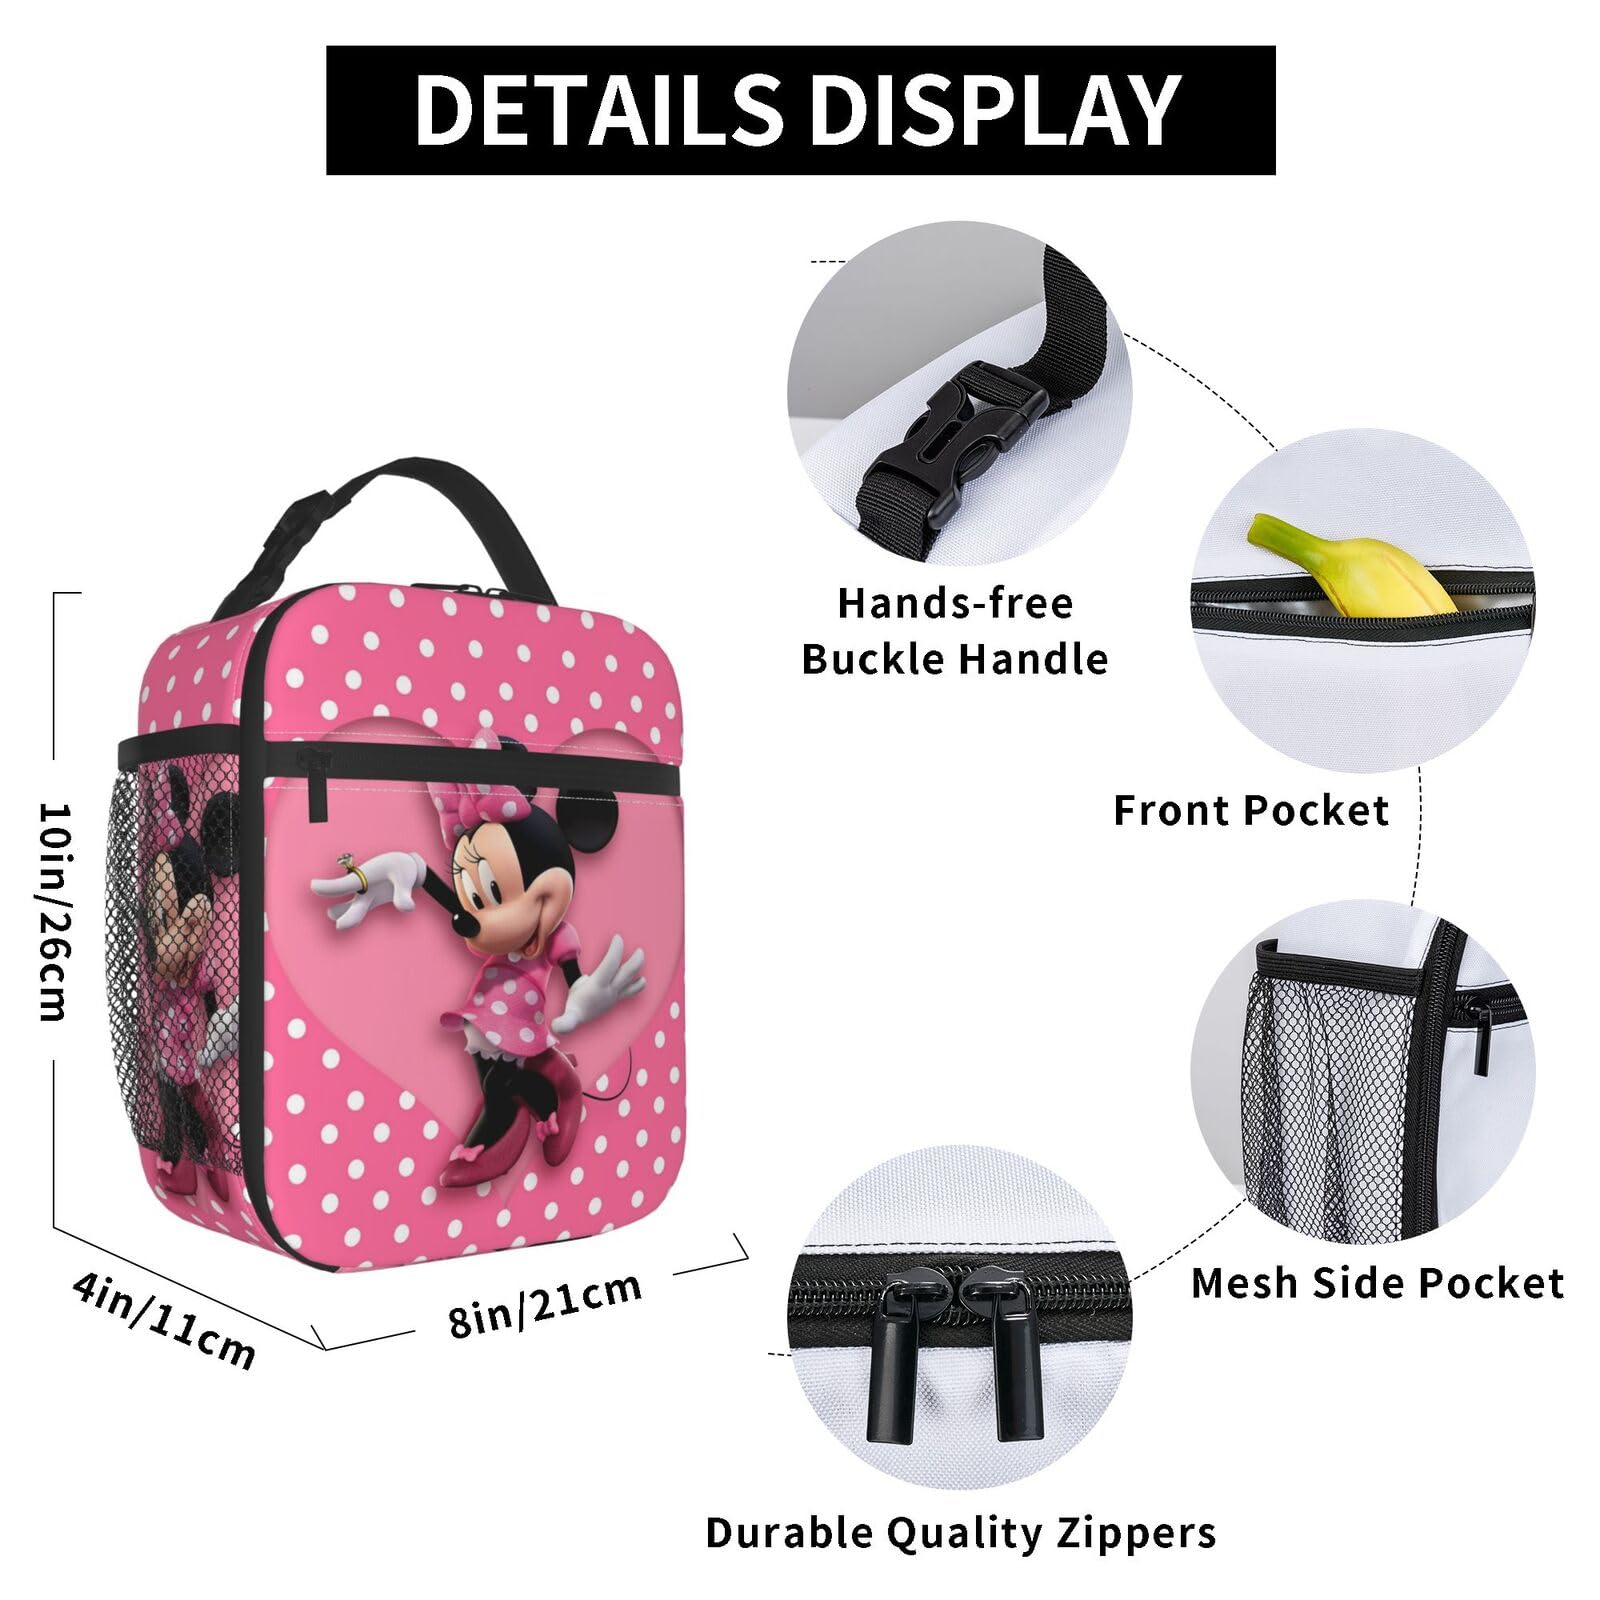 DETAILS DISPLAY
Hands-free
Buckle Handle
Front Pocket
10in/26cm
Mesh Side Pocket
4in/11cm
8in/21cm
Durable Quality Zippers